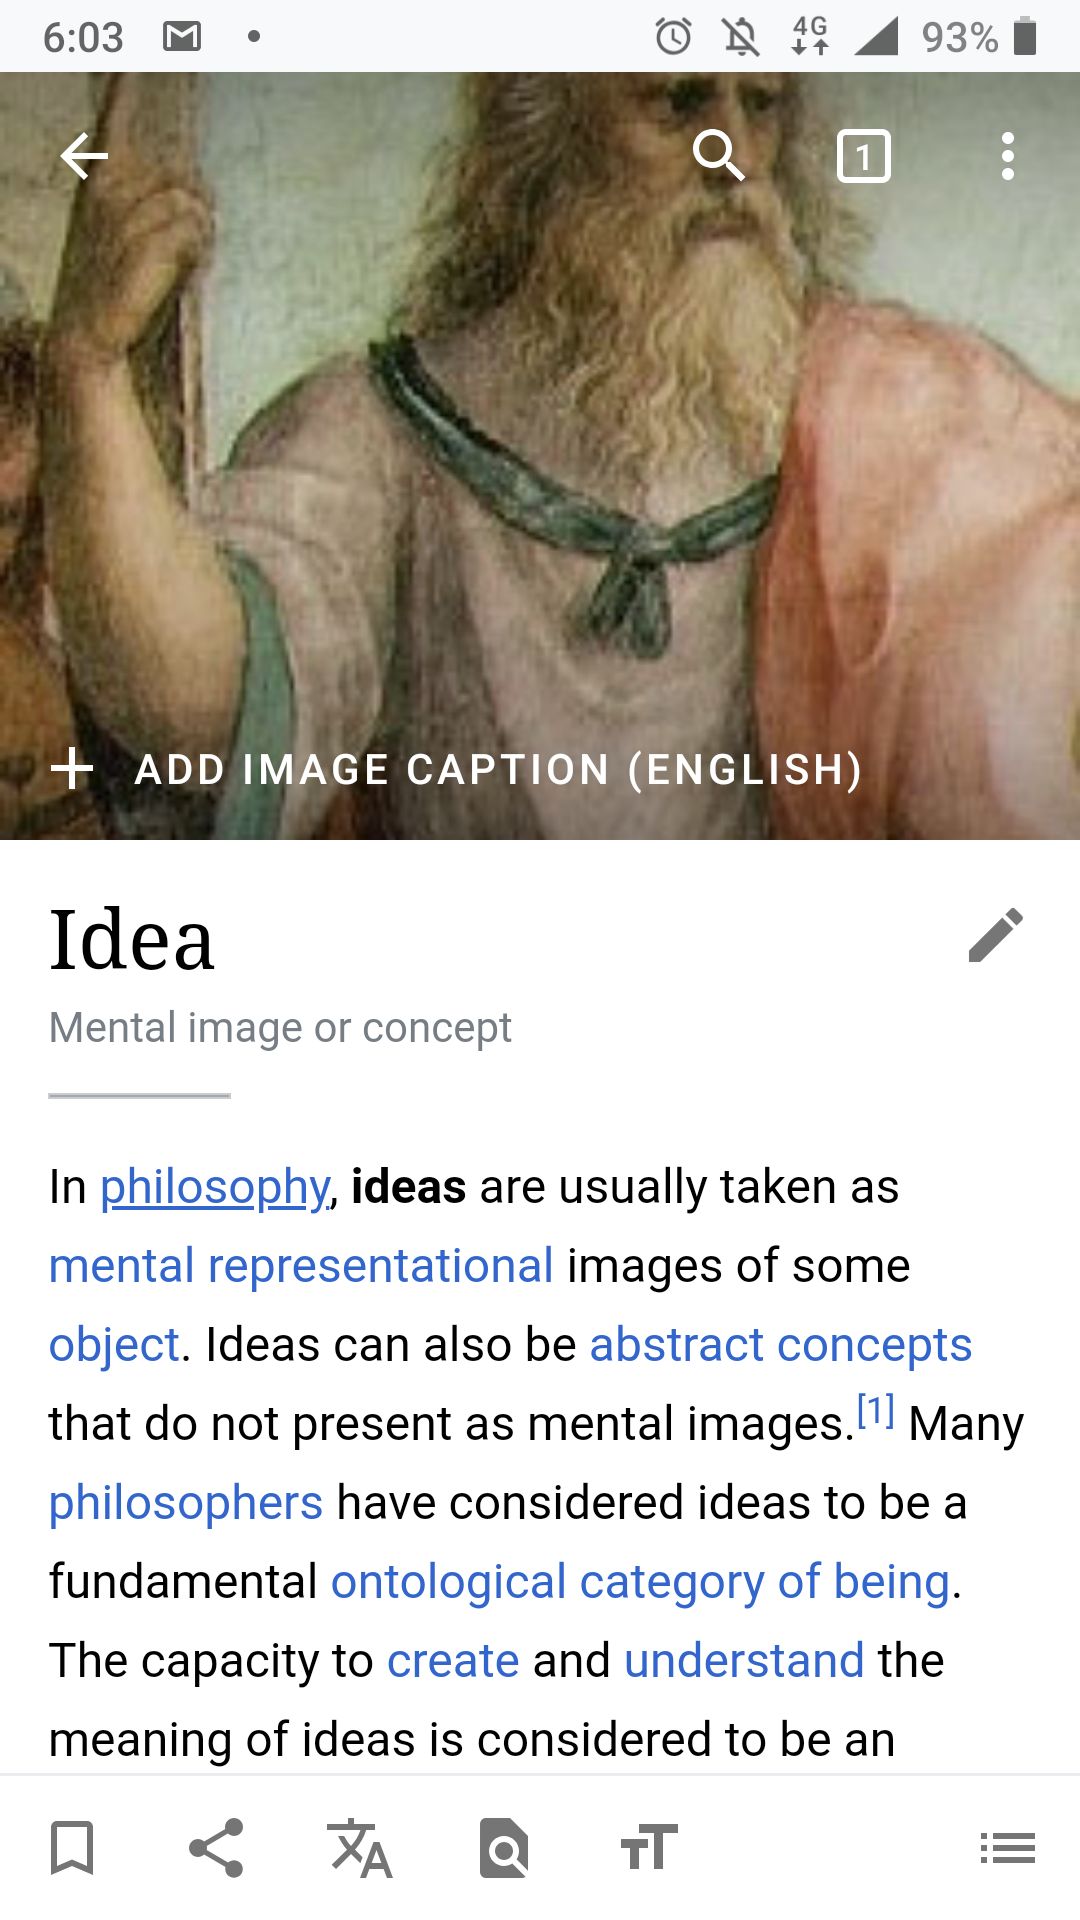 6:03 4G 93%
1
ADD IMAGE CAPTION (ENGLISH)
Idea
Mental image or concept
In philosophy, ideas are usually taken as
mental representational images of some
object. Ideas can also be abstract concepts
that do not present as mental images.[1] Many
philosophers have considered ideas to be a
fundamental ontological category of being.
The capacity to create and understand the
meaning of ideas is considered to be an